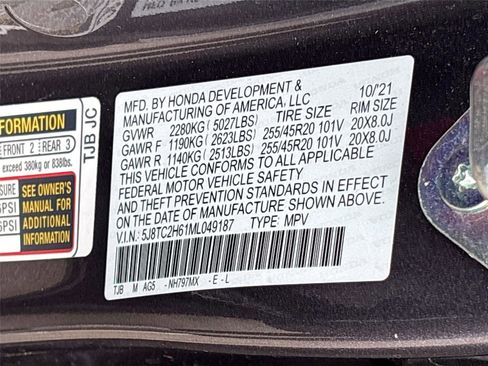 MFD. BY HONDA DEVELOPMENT & 10/21
MANUFACTURING OF AMERICA, LLC
TIRE SIZE RIM SIZE
GVWR 2280KG ( 5027LBS)
GAWR F 1190KG ( 2623LBS) 255/45R20 101V 20X8.0J
GAWR R 1140KG ( 2513LBS) 255/45R20 101V 20X8.0J
THIS VEHICLE CONFORMS TO ALL APPLICABLE
FEDERAL MOTOR VEHICLE SAFETY
AND THEFT PREVENTION STANDARDS IN EFFECT
ON THE DATE OF MANUFACTURE SHOWN ABOVE.
V.I.N.: 5J8TC2H61ML049187 TYPE: MPV
TJB M AG5 - NH797MX - E - L
TJB JC
FORMATION
FRONT 2 REAR 3
exceed 380kg or 838lbs.
SURE
PSI
PSI
SEE OWNER'S
MANUAL FOR
ADDITIONAL
INFORMATION